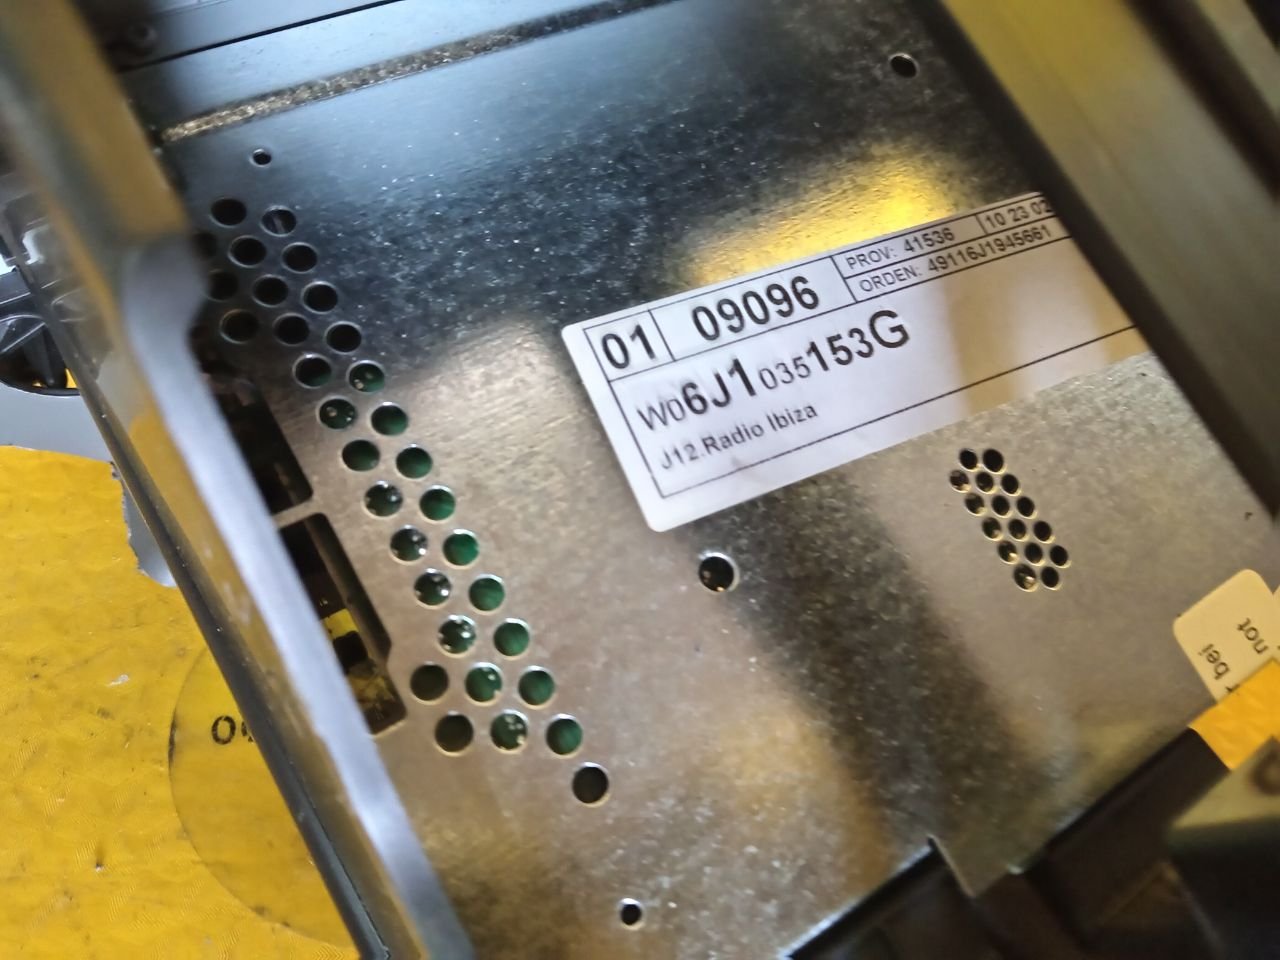 01 09096 PROV: 41536 10 23 02
ORDEN: 49116J1945661
W06J1035153G
J12.Radio Ibiza
bei
not